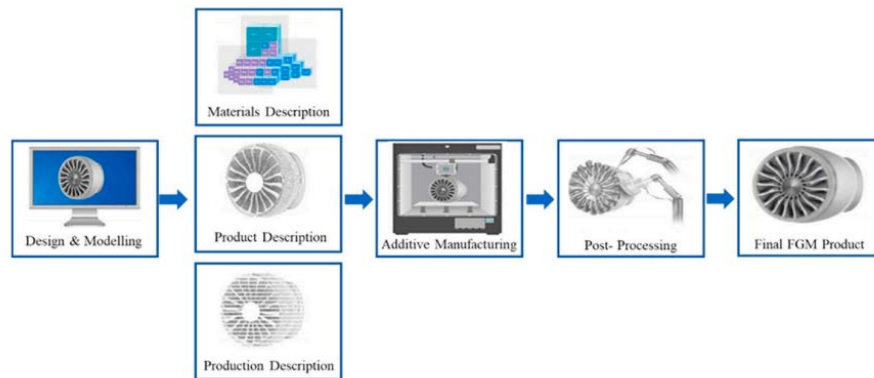 Materials Description
Design & Modelling
Product Description
Additive Manufacturing
Post- Processing
Final FGM Product
Production Description